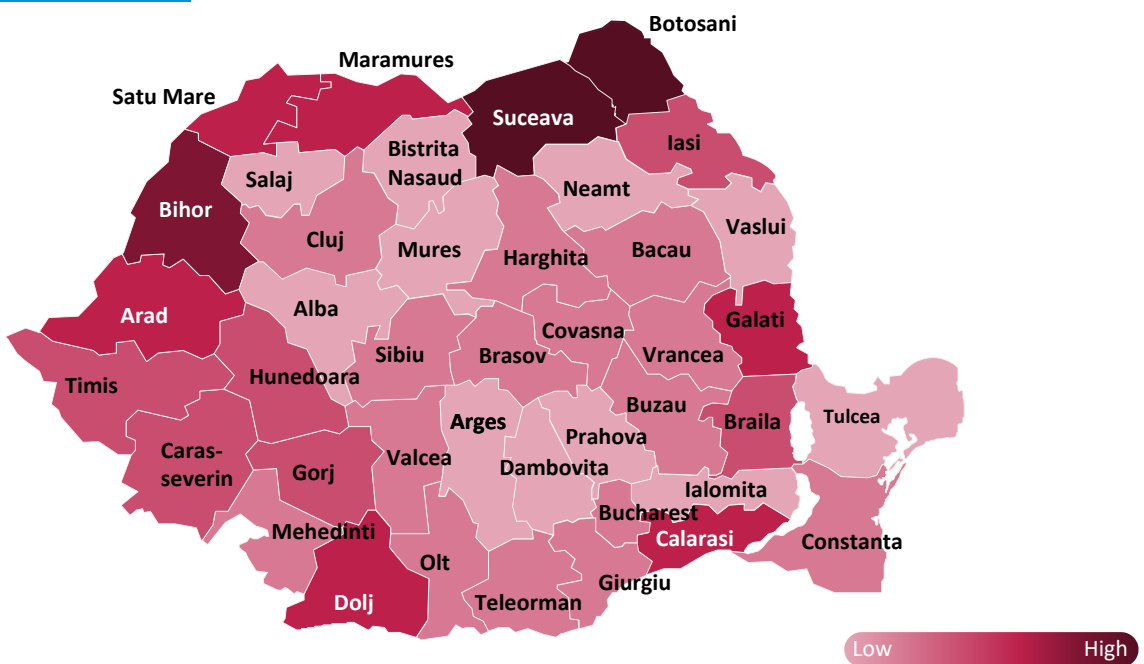 Botosani
Maramures
Satu Mare
Suceava
Iasi
Bistrita
Nasaud
Salaj
Neamt
Bihor
Vaslui
Cluj
Mures
Harghita
Bacau
Alba
Arad
Galati
Covasna
Sibiu
Brasov
Vrancea
Timis
Hunedoara
Buzau
Tulcea
Arges
Braila
Prahova
Caras-
severin
Valcea
Dambovita
Gorj
Ialomita
Bucharest
Mehedinti
Calarasi
Constanta
Olt
Giurgiu
Dolj
Teleorman
Low
High